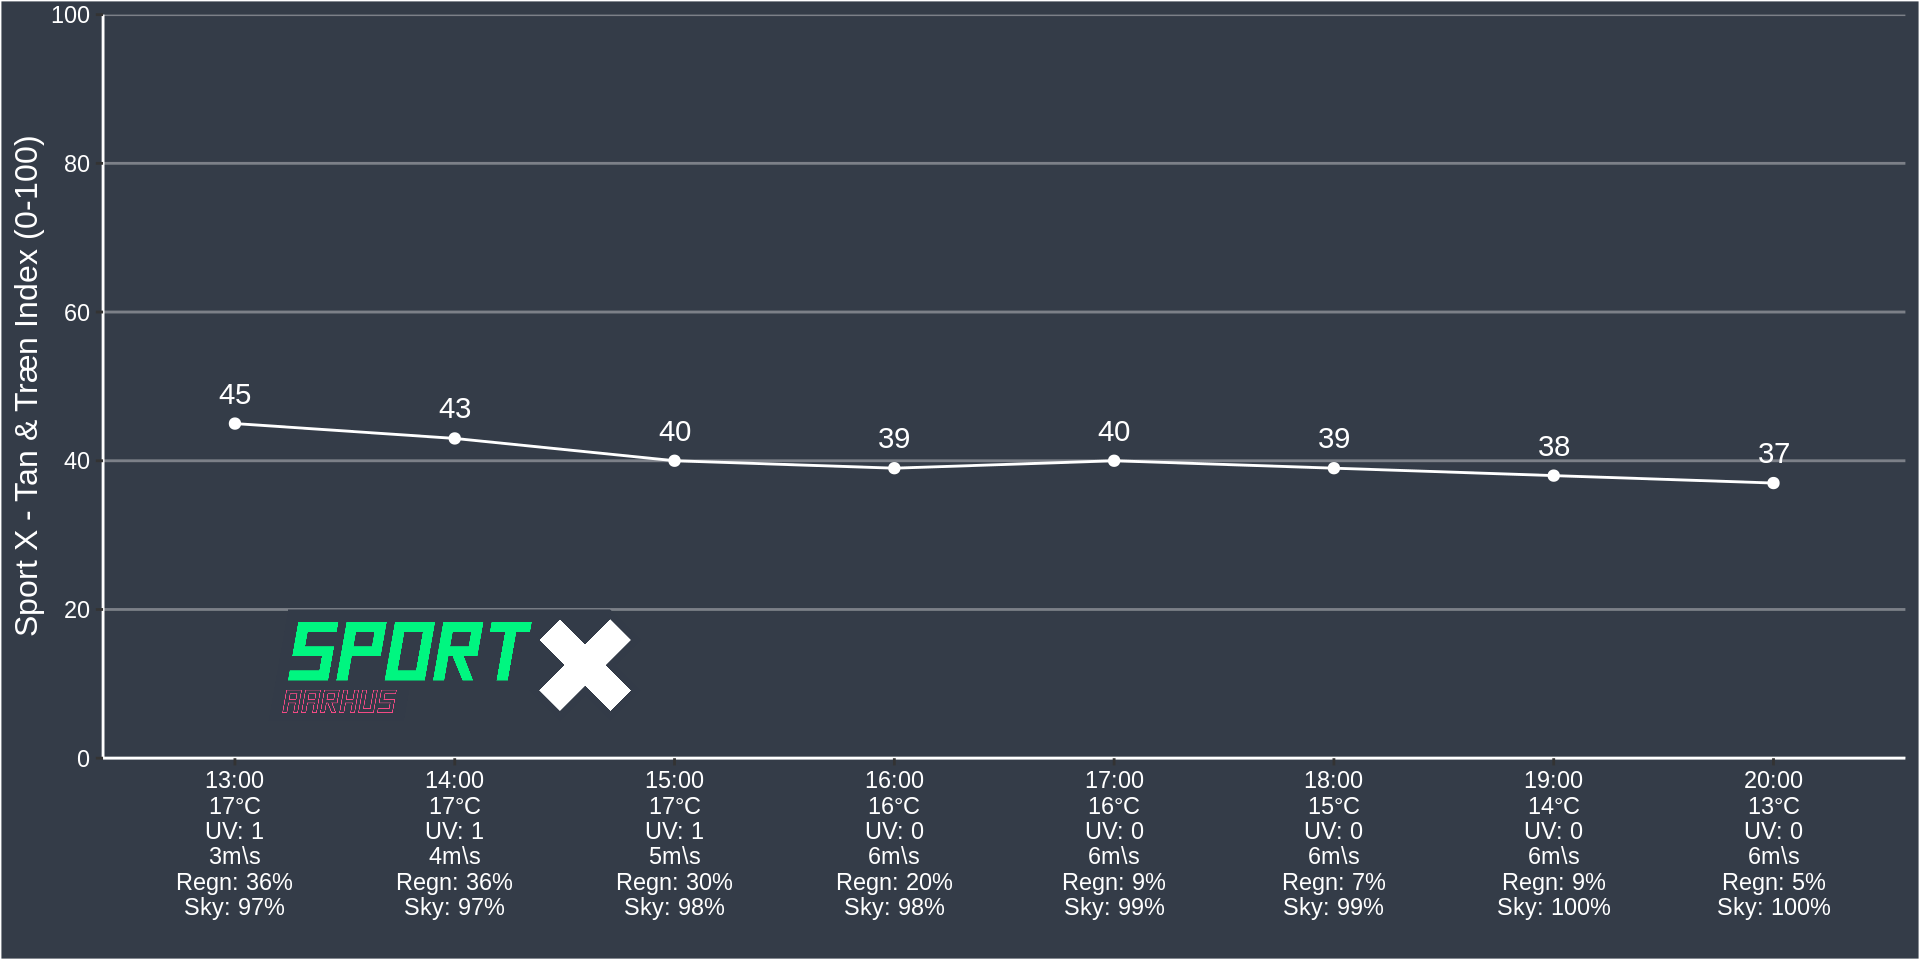 Sport X - Tan & Træn Index (0-100)
100
80
60
40
20
0
45
43
40
39
40
39
38
37
SPORT X
AARHUS
13:00 14:00 15:00 16:00 17:00 18:00 19:00 20:00
17°C 17°C 17°C 16°C 16°C 15°C 14°C 13°C
UV: 1 UV: 1 UV: 1 UV: 0 UV: 0 UV: 0 UV: 0 UV: 0
3m\s 4m\s 5m\s 6m\s 6m\s 6m\s 6m\s 6m\s
Regn: 36% Regn: 36% Regn: 30% Regn: 20% Regn: 9% Regn: 7% Regn: 9% Regn: 5%
Sky: 97% Sky: 97% Sky: 98% Sky: 98% Sky: 99% Sky: 99% Sky: 100% Sky: 100%